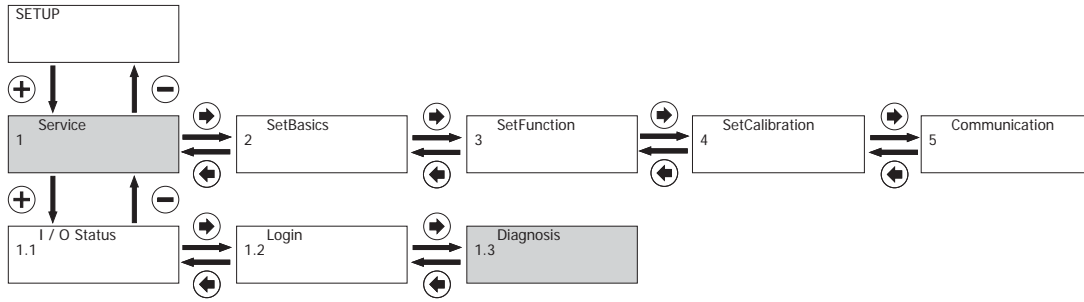 SETUP
Service
1
SetBasics
2
SetFunction
3
SetCalibration
4
Communication
5
I / O Status
1.1
Login
1.2
Diagnosis
1.3